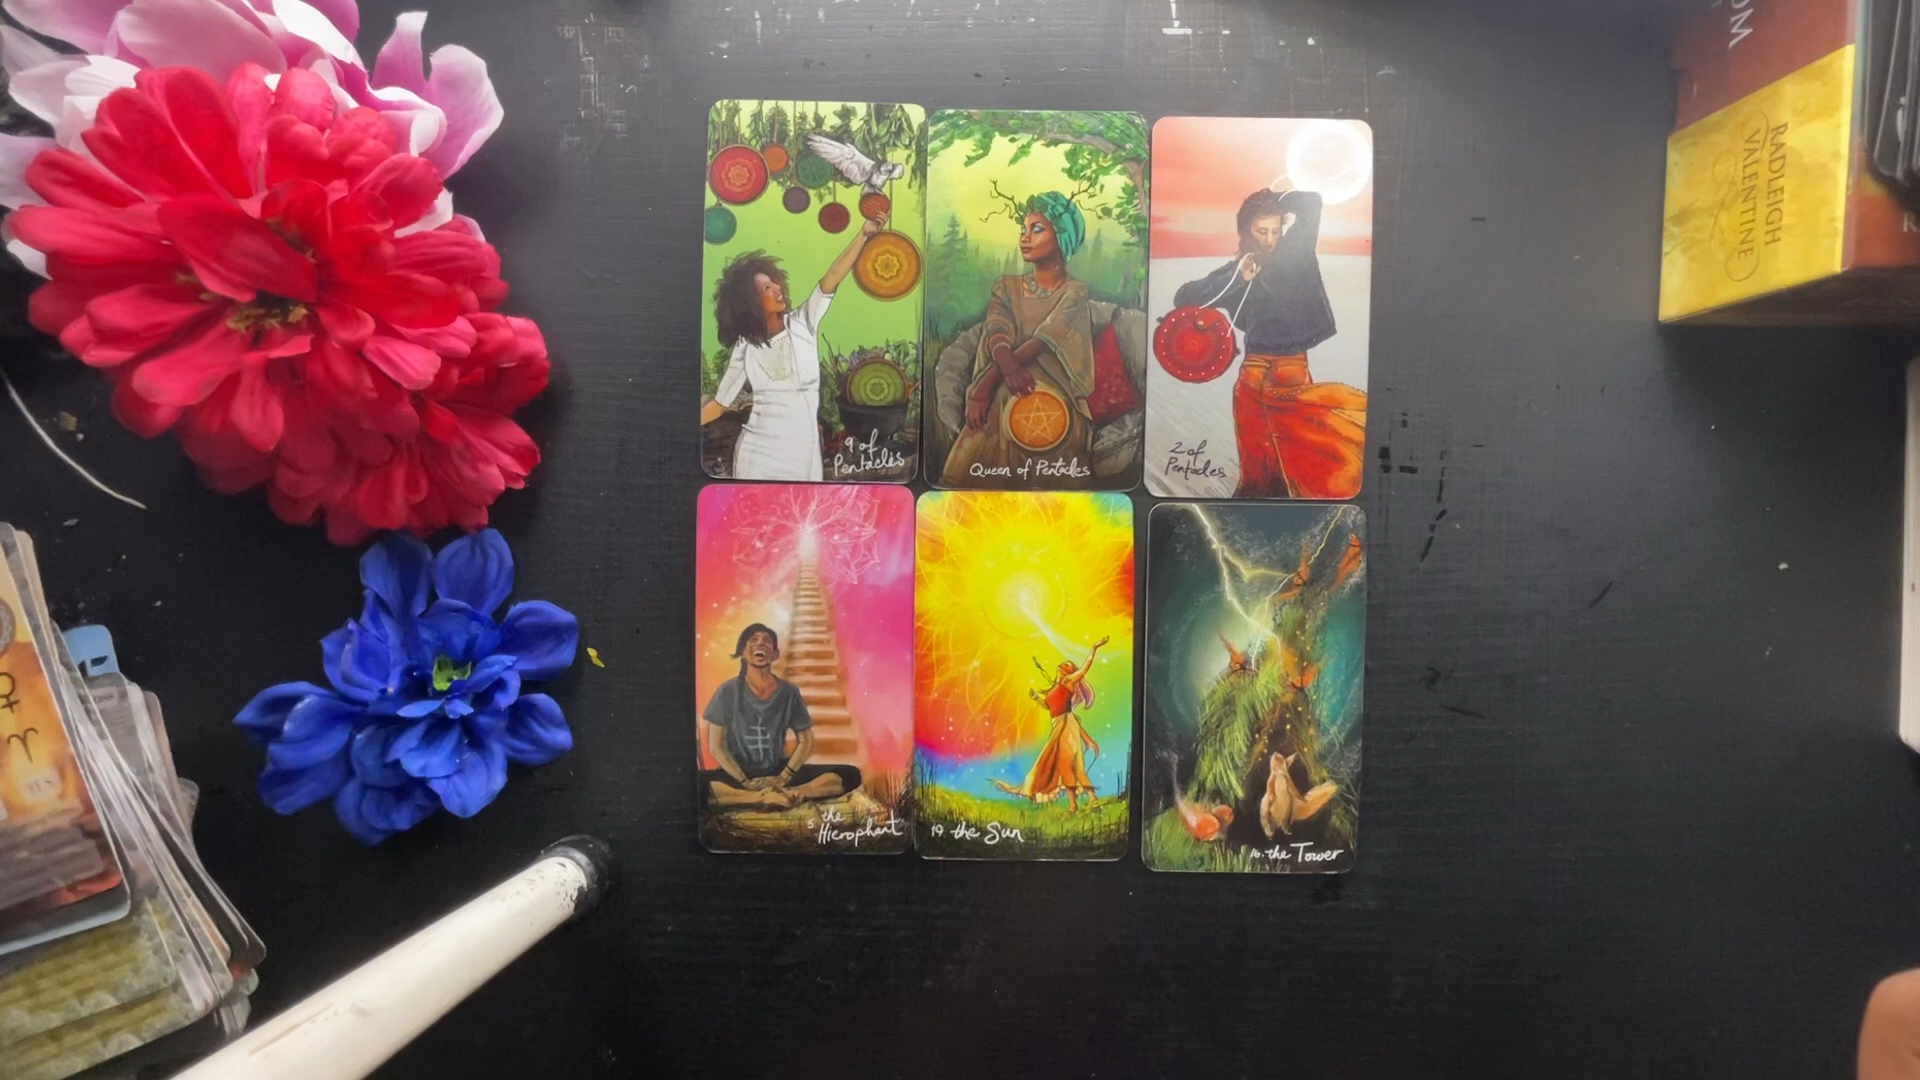 9 of
Pentacles
Queen of Pentacles
2 of
Pentacles
5 the
Hierophant
19 the Sun
16. the Tower
RADLEIGH
VALENTINE